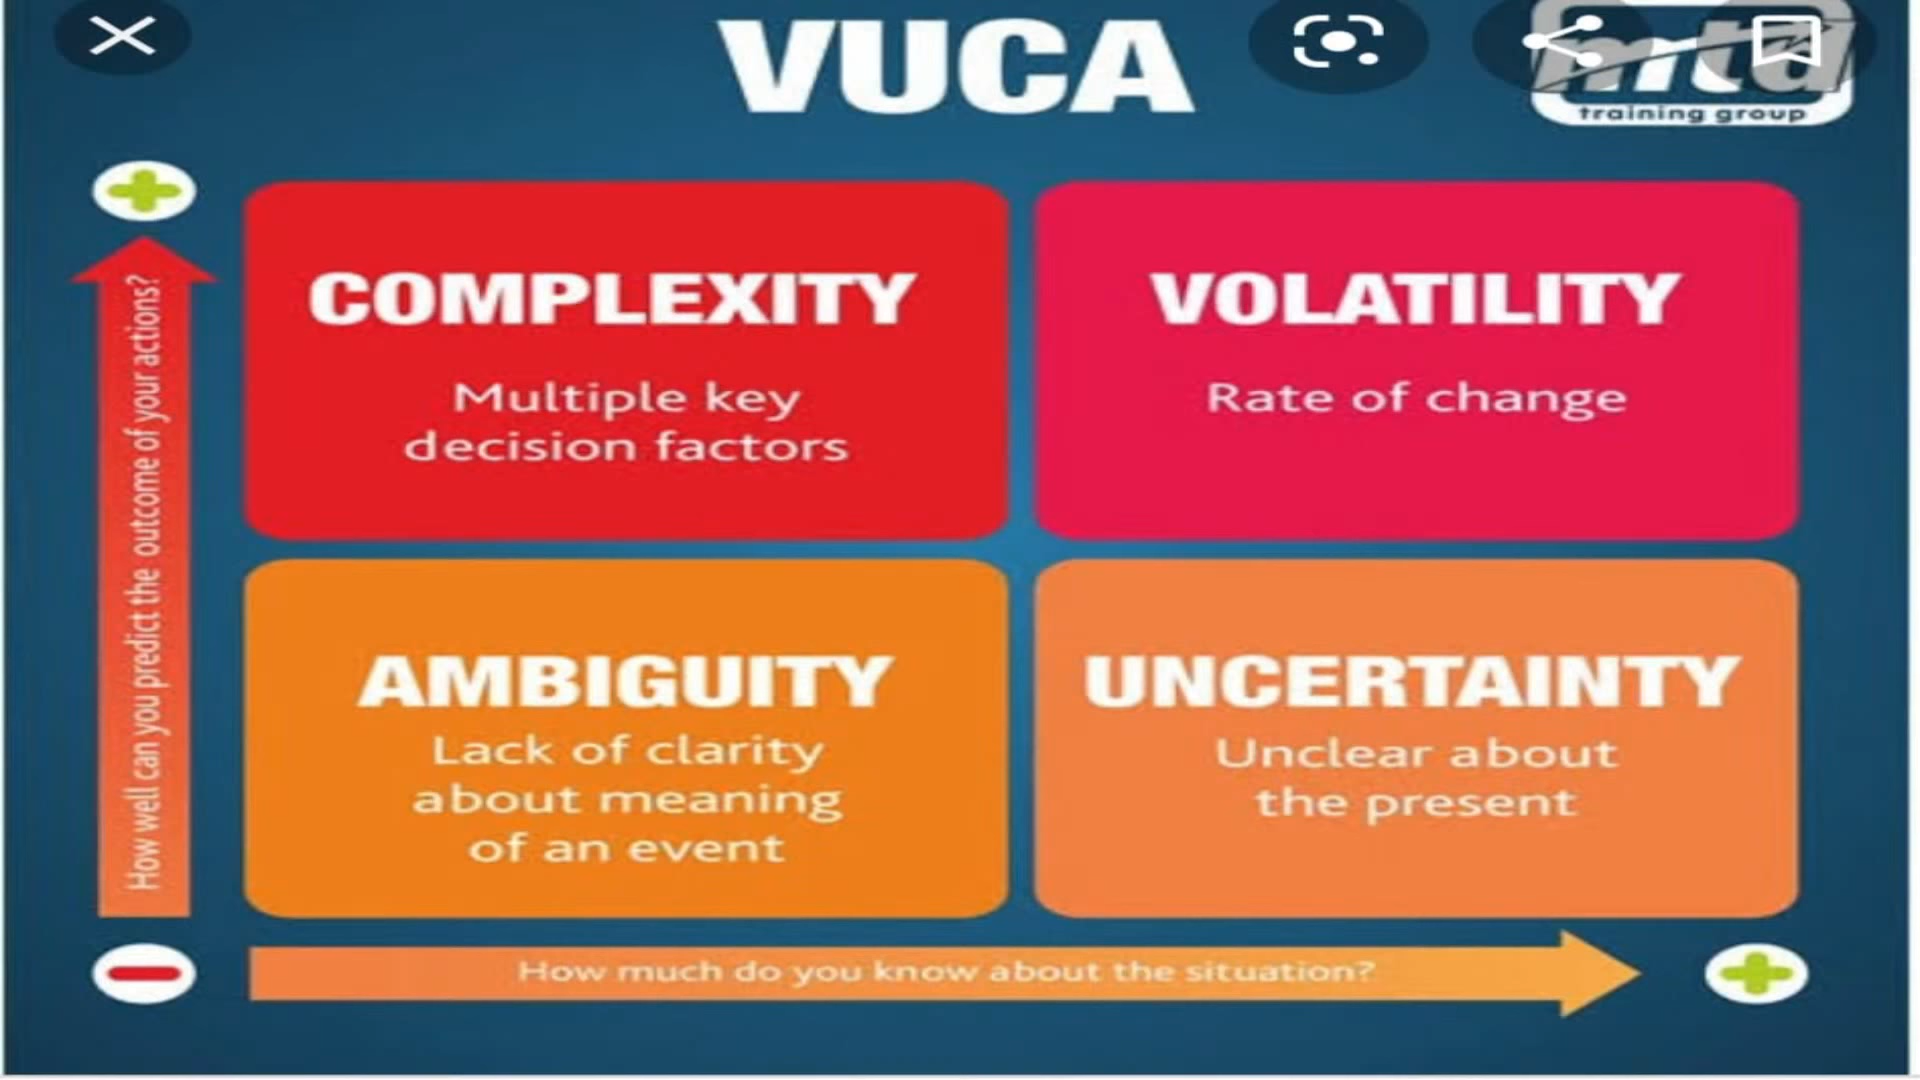 VUCA
mtd
training group
COMPLEXITY
Multiple key
decision factors
VOLATILITY
Rate of change
AMBIGUITY
Lack of clarity
about meaning
of an event
UNCERTAINTY
Unclear about
the present
How well can you predict the outcome of your actions?
How much do you know about the situation?